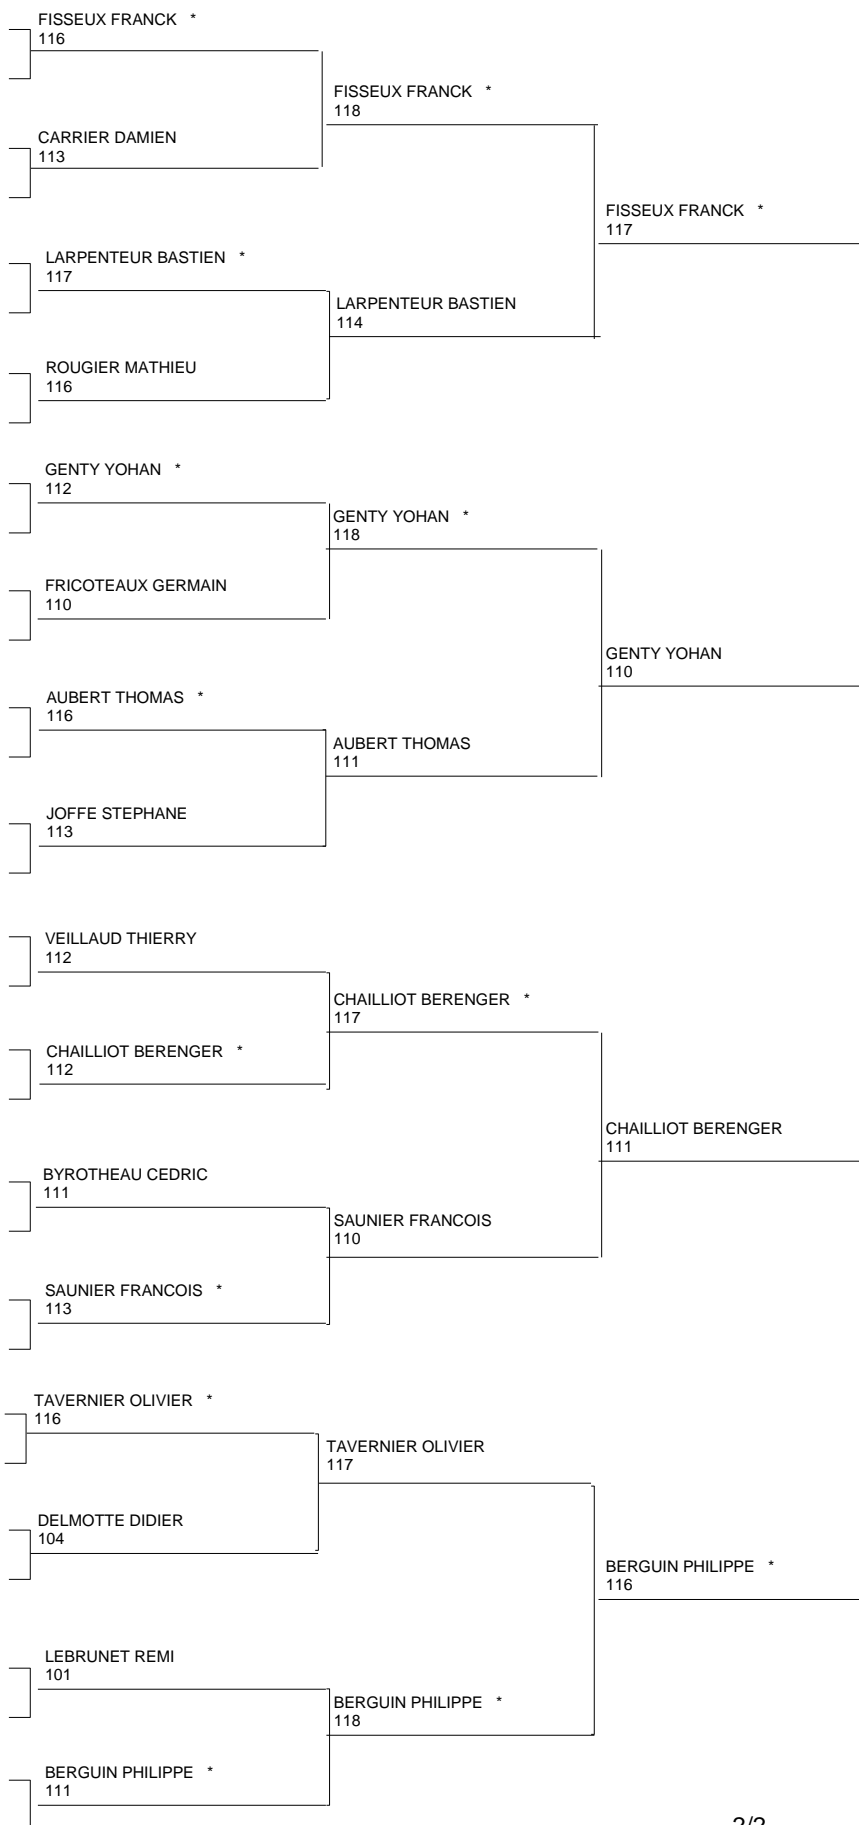 FISSEUX FRANCK *
116
CARRIER DAMIEN
113
LARPENTEUR BASTIEN *
117
ROUGIER MATHIEU
116
GENTY YOHAN *
112
FRICOTEAUX GERMAIN
110
AUBERT THOMAS *
116
JOFFE STEPHANE
113
VEILLAUD THIERRY
112
CHAILLIOT BERENGER *
112
BYROTHEAU CEDRIC
111
SAUNIER FRANCOIS *
113
TAVERNIER OLIVIER *
116
DELMOTTE DIDIER
104
LEBRUNET REMI
101
BERGUIN PHILIPPE *
111
FISSEUX FRANCK *
118
LARPENTEUR BASTIEN
114
GENTY YOHAN *
118
AUBERT THOMAS
111
CHAILLIOT BERENGER *
117
SAUNIER FRANCOIS
110
TAVERNIER OLIVIER
117
BERGUIN PHILIPPE *
118
FISSEUX FRANCK *
117
GENTY YOHAN
110
CHAILLIOT BERENGER
111
BERGUIN PHILIPPE *
116